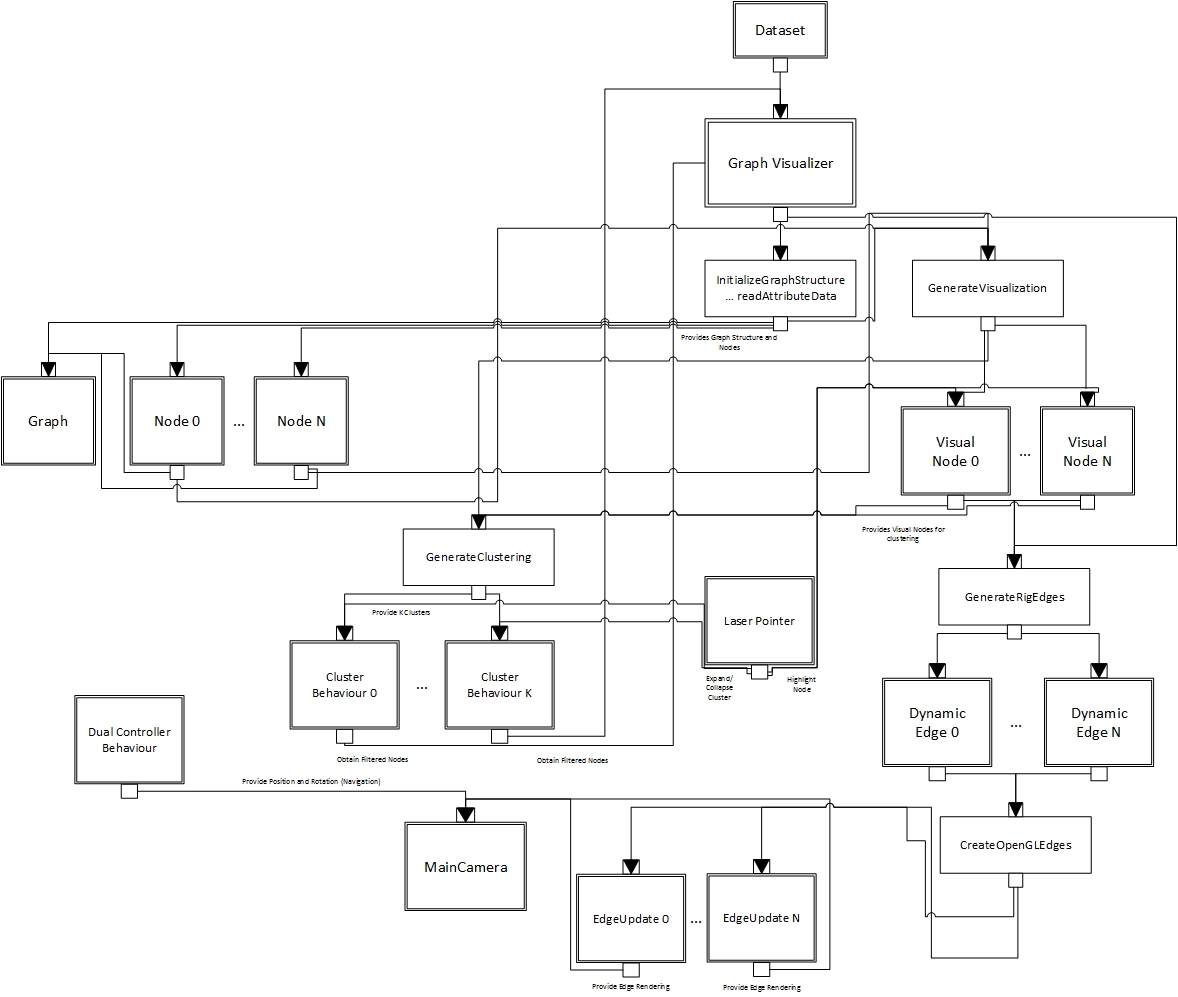 Dataset
Graph Visualizer
InitializeGraphStructure
... readAttributeData
GenerateVisualization
Provides Graph Structure and
Nodes
Graph
Node 0
...
Node N
Visual
Node 0
...
Visual
Node N
Provides Visual Nodes for
clustering
GenerateClustering
GenerateRigEdges
Provide K Clusters
Laser Pointer
Cluster
Behaviour 0
...
Cluster
Behaviour K
Expand/
Collapse
Cluster
Highlight
Node
Dynamic
Edge 0
...
Dynamic
Edge N
Dual Controller
Behaviour
Obtain Filtered Nodes
Obtain Filtered Nodes
Provide Position and Rotation (Navigation)
MainCamera
CreateOpenGLEdges
EdgeUpdate 0
...
EdgeUpdate N
Provide Edge Rendering
Provide Edge Rendering